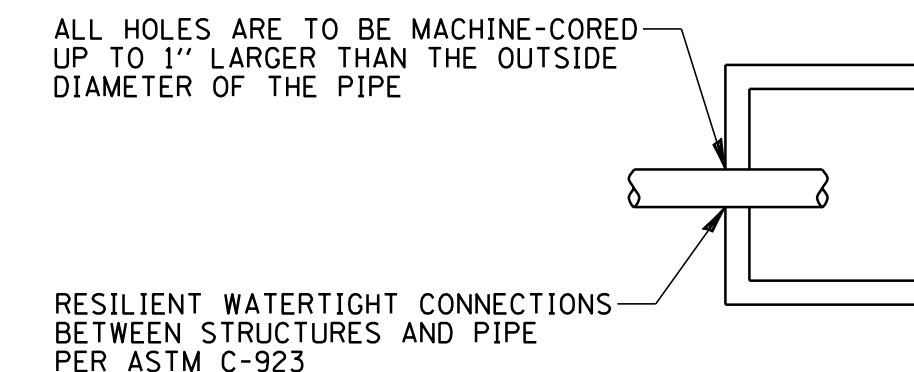 ALL HOLES ARE TO BE MACHINE-CORED
UP TO 1" LARGER THAN THE OUTSIDE
DIAMETER OF THE PIPE
RESILIENT WATERTIGHT CONNECTIONS
BETWEEN STRUCTURES AND PIPE
PER ASTM C-923